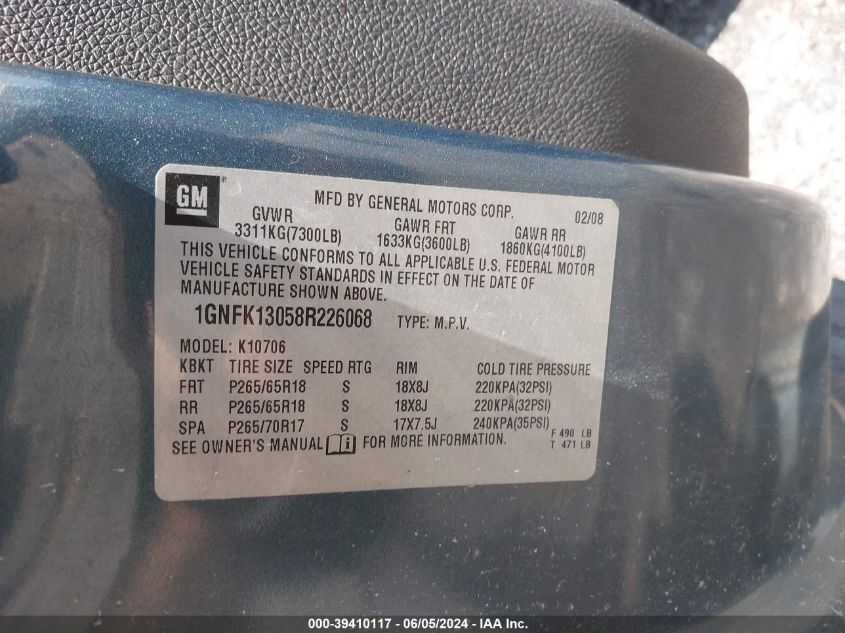 GM ® MFD BY GENERAL MOTORS CORP. 02/08
GVWR GAWR FRT GAWR RR
3311KG(7300LB) 1633KG(3600LB) 1860KG(4100LB)
THIS VEHICLE CONFORMS TO ALL APPLICABLE U.S. FEDERAL MOTOR
VEHICLE SAFETY STANDARDS IN EFFECT ON THE DATE OF
MANUFACTURE SHOWN ABOVE.
1GNFK13058R226068 TYPE: M.P.V.
MODEL: K10706
KBKT TIRE SIZE SPEED RTG RIM COLD TIRE PRESSURE
FRT P265/65R18 S 18X8J 220KPA(32PSI)
RR P265/65R18 S 18X8J 220KPA(32PSI)
SPA P265/70R17 S 17X7.5J 240KPA(35PSI)
SEE OWNER'S MANUAL i FOR MORE INFORMATION.
F 490 LB
T 471 LB
000-39410117 - 06/05/2024 - IAAI, Inc.